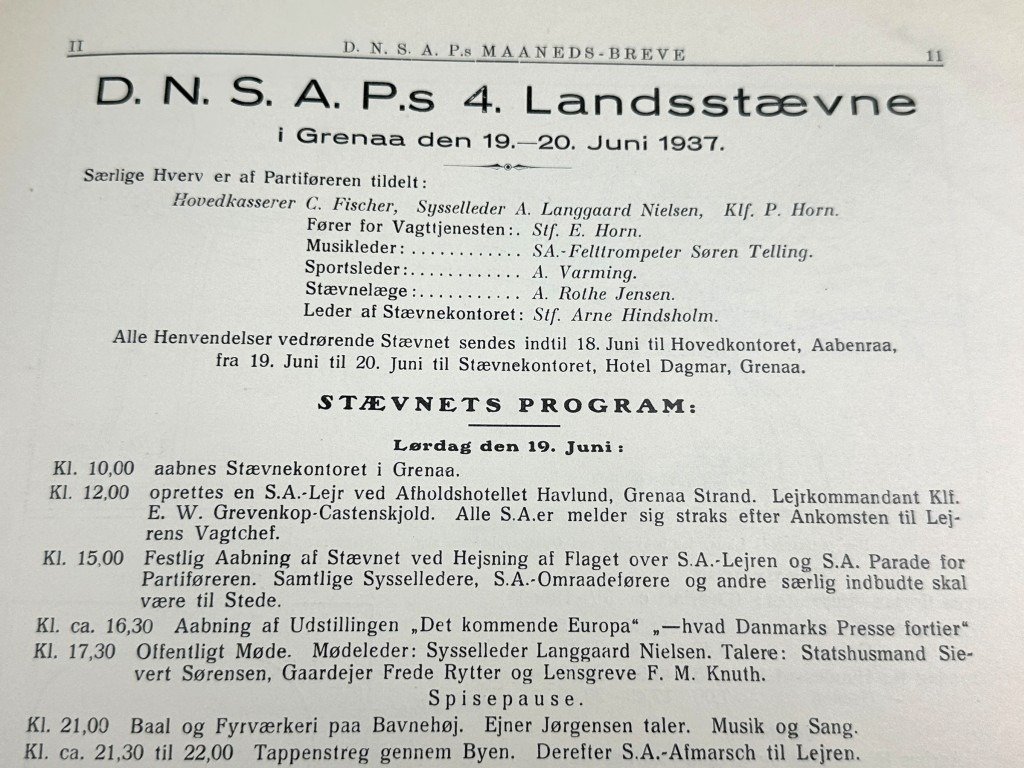 II D. N. S. A. P.s MAANEDS-BREVE 11
D. N. S. A. P.s 4. Landsstævne
i Grenaa den 19.—20. Juni 1937.
Særlige Hverv er af Partiføreren tildelt:
Hovedkasserer C. Fischer, Sysselleder A. Langgaard Nielsen, Klf. P. Horn.
Fører for Vagttjenesten:. Stf. E. Horn.
Musikleder: ........... SA.-Felttrompeter Søren Telling.
Sportsleder:........... A. Varming.
Stævnelæge:........... A. Rothe Jensen.
Leder af Stævnekontoret: Stf. Arne Hindsholm.
Alle Henvendelser vedrørende Stævnet sendes indtil 18. Juni til Hovedkontoret, Aabenraa,
fra 19. Juni til 20. Juni til Stævnekontoret, Hotel Dagmar, Grenaa.
STÆVNETS PROGRAM:
Lørdag den 19. Juni:
Kl. 10,00 aabnes Stævnekontoret i Grenaa.
Kl. 12,00 oprettes en S.A.-Lejr ved Afholdshotellet Havlund, Grenaa Strand. Lejrkommandant Klf.
E. W. Grevenkop-Castenskjold. Alle S.A.er melder sig straks efter Ankomsten til Lej-
rens Vagtchef.
Kl. 15,00 Festlig Aabning af Stævnet ved Hejsning af Flaget over S.A.-Lejren og S.A. Parade for
Partiføreren. Samtlige Sysselledere, S.A.-Omraadeførere og andre særlig indbudte skal
være til Stede.
Kl. ca. 16,30 Aabning af Udstillingen „Det kommende Europa“ „—hvad Danmarks Presse fortier“
Kl. 17,30 Offentligt Møde. Mødeleder: Sysselleder Langgaard Nielsen. Talere: Statshusmand Sie-
vert Sørensen, Gaardejer Frede Rytter og Lensgreve F. M. Knuth.
Spisepause.
Kl. 21,00 Baal og Fyrværkeri paa Bavnehøj. Ejner Jørgensen taler. Musik og Sang.
Kl. ca. 21,30 til 22,00 Tappenstreg gennem Byen. Derefter S.A.-Afmarsch til Lejren.